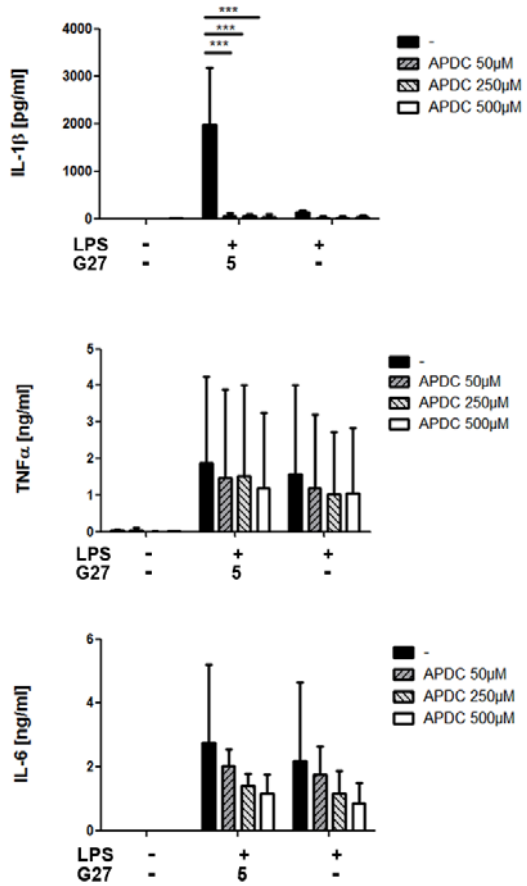 ***
***
***
IL-1β [pg/ml]
4000
3000
2000
1000
0
-
APDC 50µM
APDC 250µM
APDC 500µM
LPS - + +
G27 - 5 -
TNFα [ng/ml]
5
4
3
2
1
0
-
APDC 50µM
APDC 250µM
APDC 500µM
LPS - + +
G27 - 5 -
IL-6 [ng/ml]
6
4
2
0
-
APDC 50µM
APDC 250µM
APDC 500µM
LPS - + +
G27 - 5 -